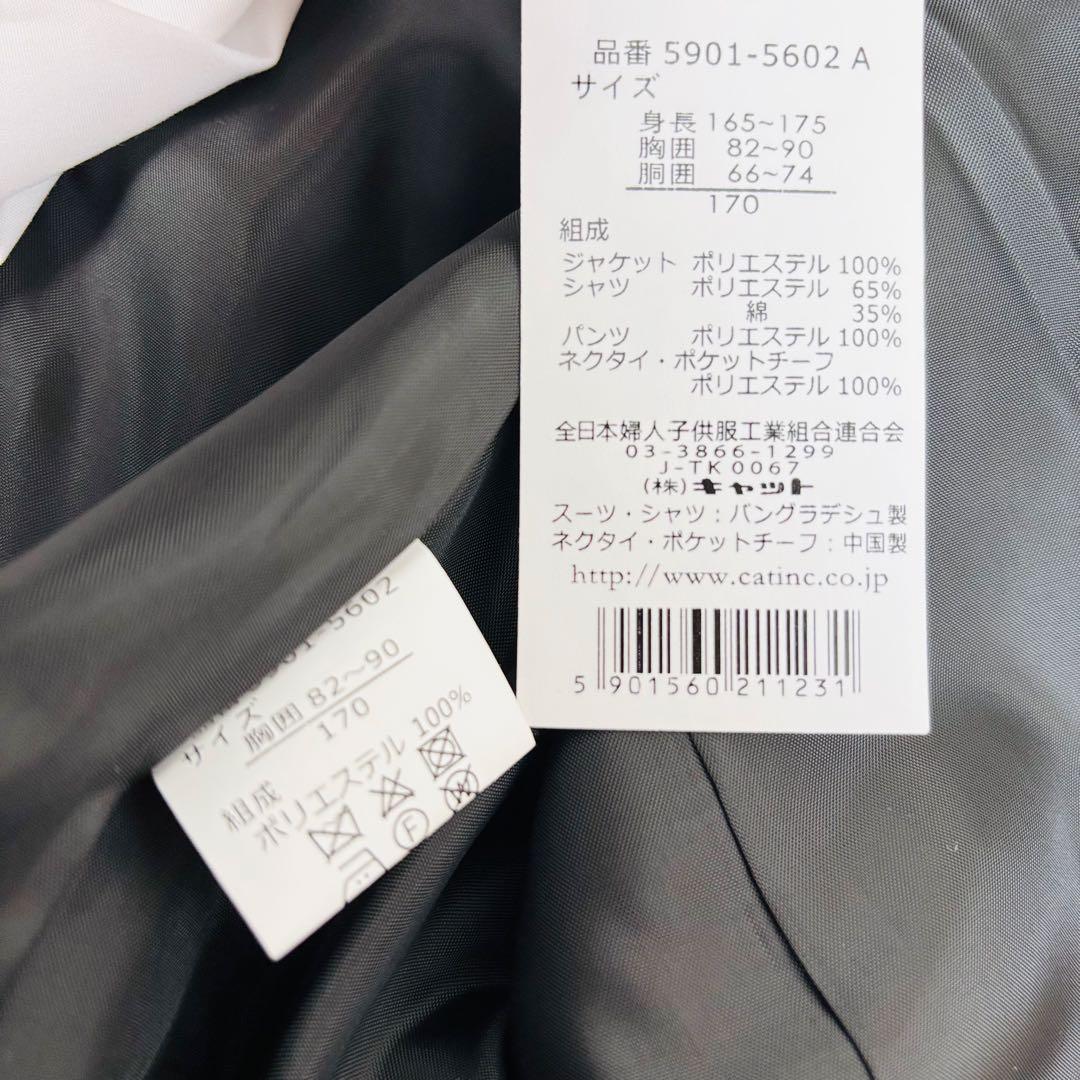 品番 5901-5602 A
サイズ
身長 165~175
胸囲 82~90
胴囲 66~74
170
組成
ジャケット ポリエステル 100%
シャツ ポリエステル 65%
綿 35%
パンツ ポリエステル 100%
ネクタイ・ポケットチーフ
ポリエステル 100%
全日本婦人子供服工業組合連合会
03-3866-1299
J-TK 0067
(株)キャット
スーツ・シャツ:バングラデシュ製
ネクタイ・ポケットチーフ:中国製
http://www.catinc.co.jp
5 901560 211231
01-5602
サイズ
胸囲 82~90
170
組成
ポリエステル 100%
F
W